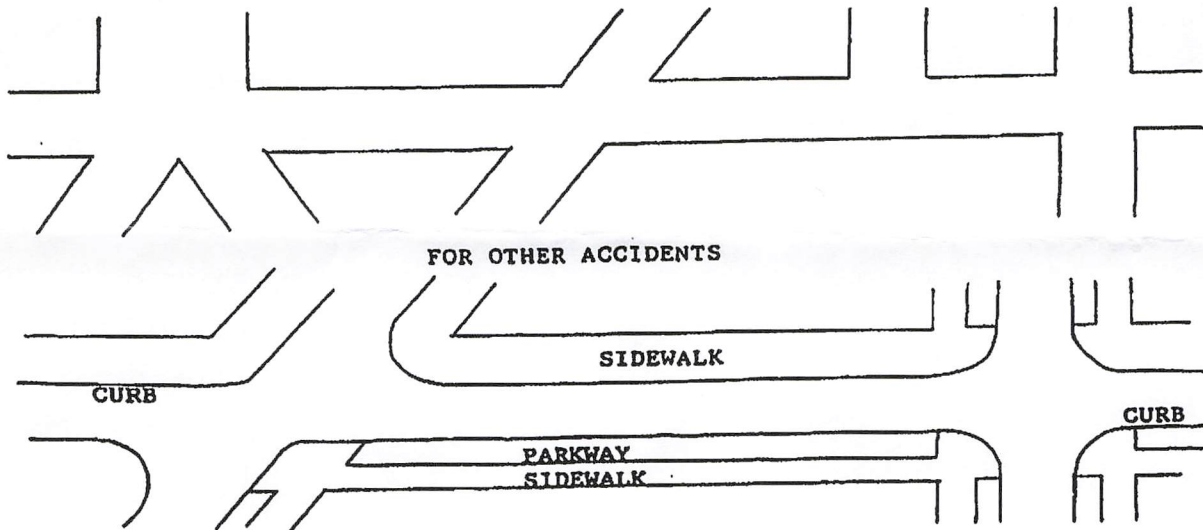 FOR OTHER ACCIDENTS
SIDEWALK
CURB
CURB
PARKWAY
SIDEWALK